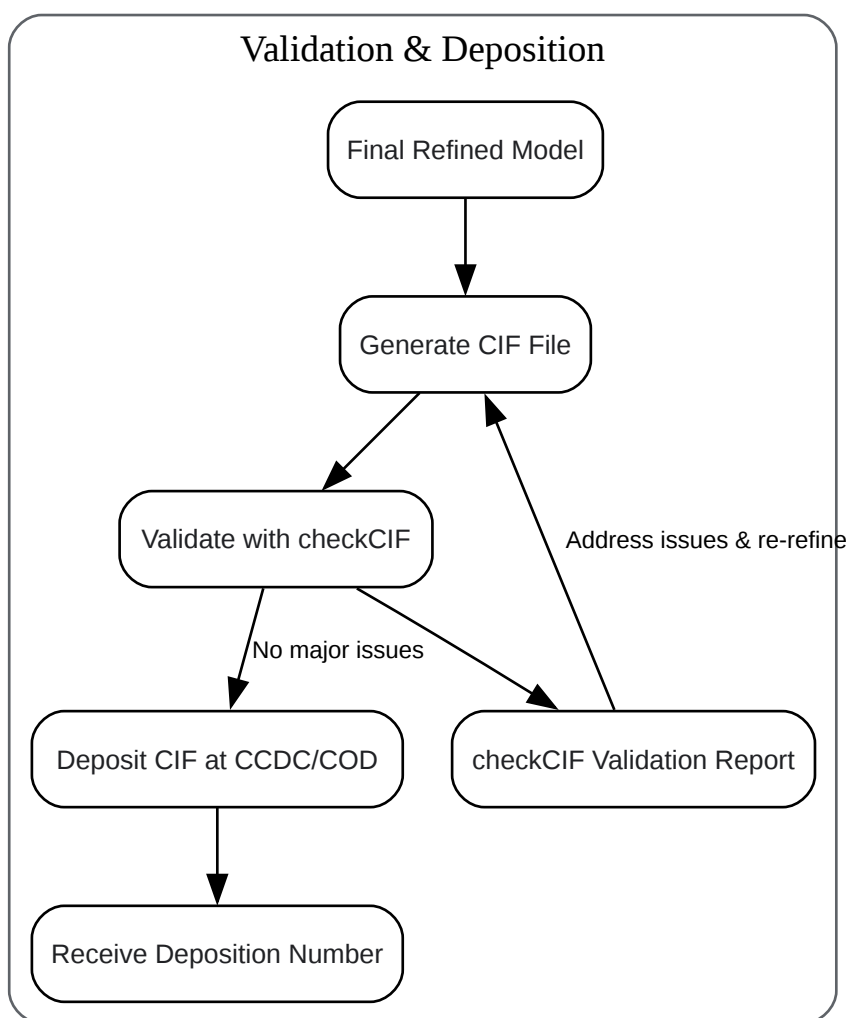 Validation & Deposition
Final Refined Model
Generate CIF File
Validate with checkCIF
Address issues & re-refine
No major issues
Deposit CIF at CCDC/COD
checkCIF Validation Report
Receive Deposition Number